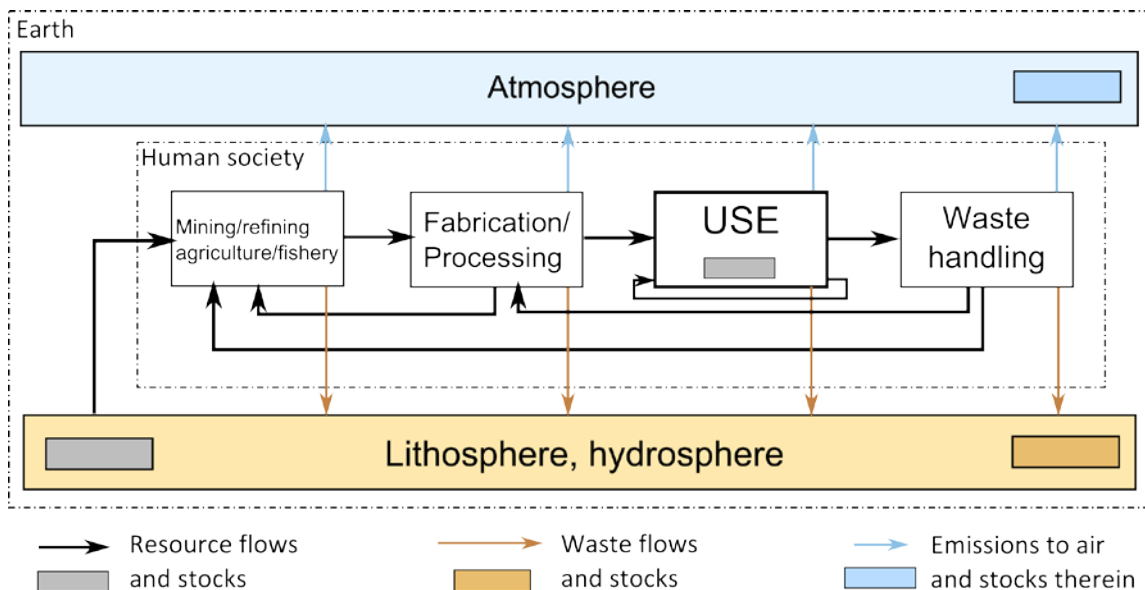 Earth
Atmosphere
Human society
Mining/refining
agriculture/fishery
Fabrication/
Processing
USE
Waste
handling
Lithosphere, hydrosphere
Resource flows
and stocks
Waste flows
and stocks
Emissions to air
and stocks therein